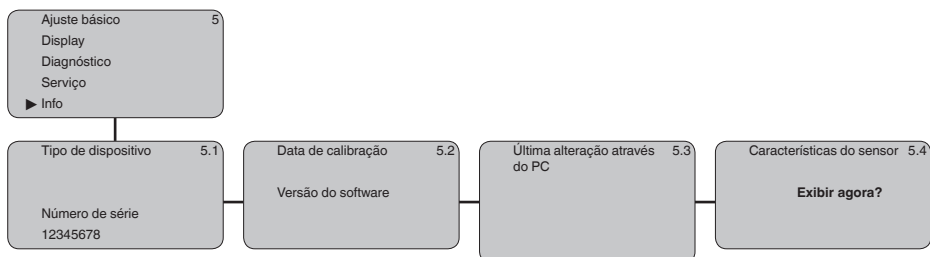 Ajuste básico 5
Display
Diagnóstico
Serviço
▶ Info
Tipo de dispositivo 5.1
Número de série
12345678
Data de calibração 5.2
Versão do software
Última alteração através 5.3
do PC
Características do sensor 5.4
Exibir agora?